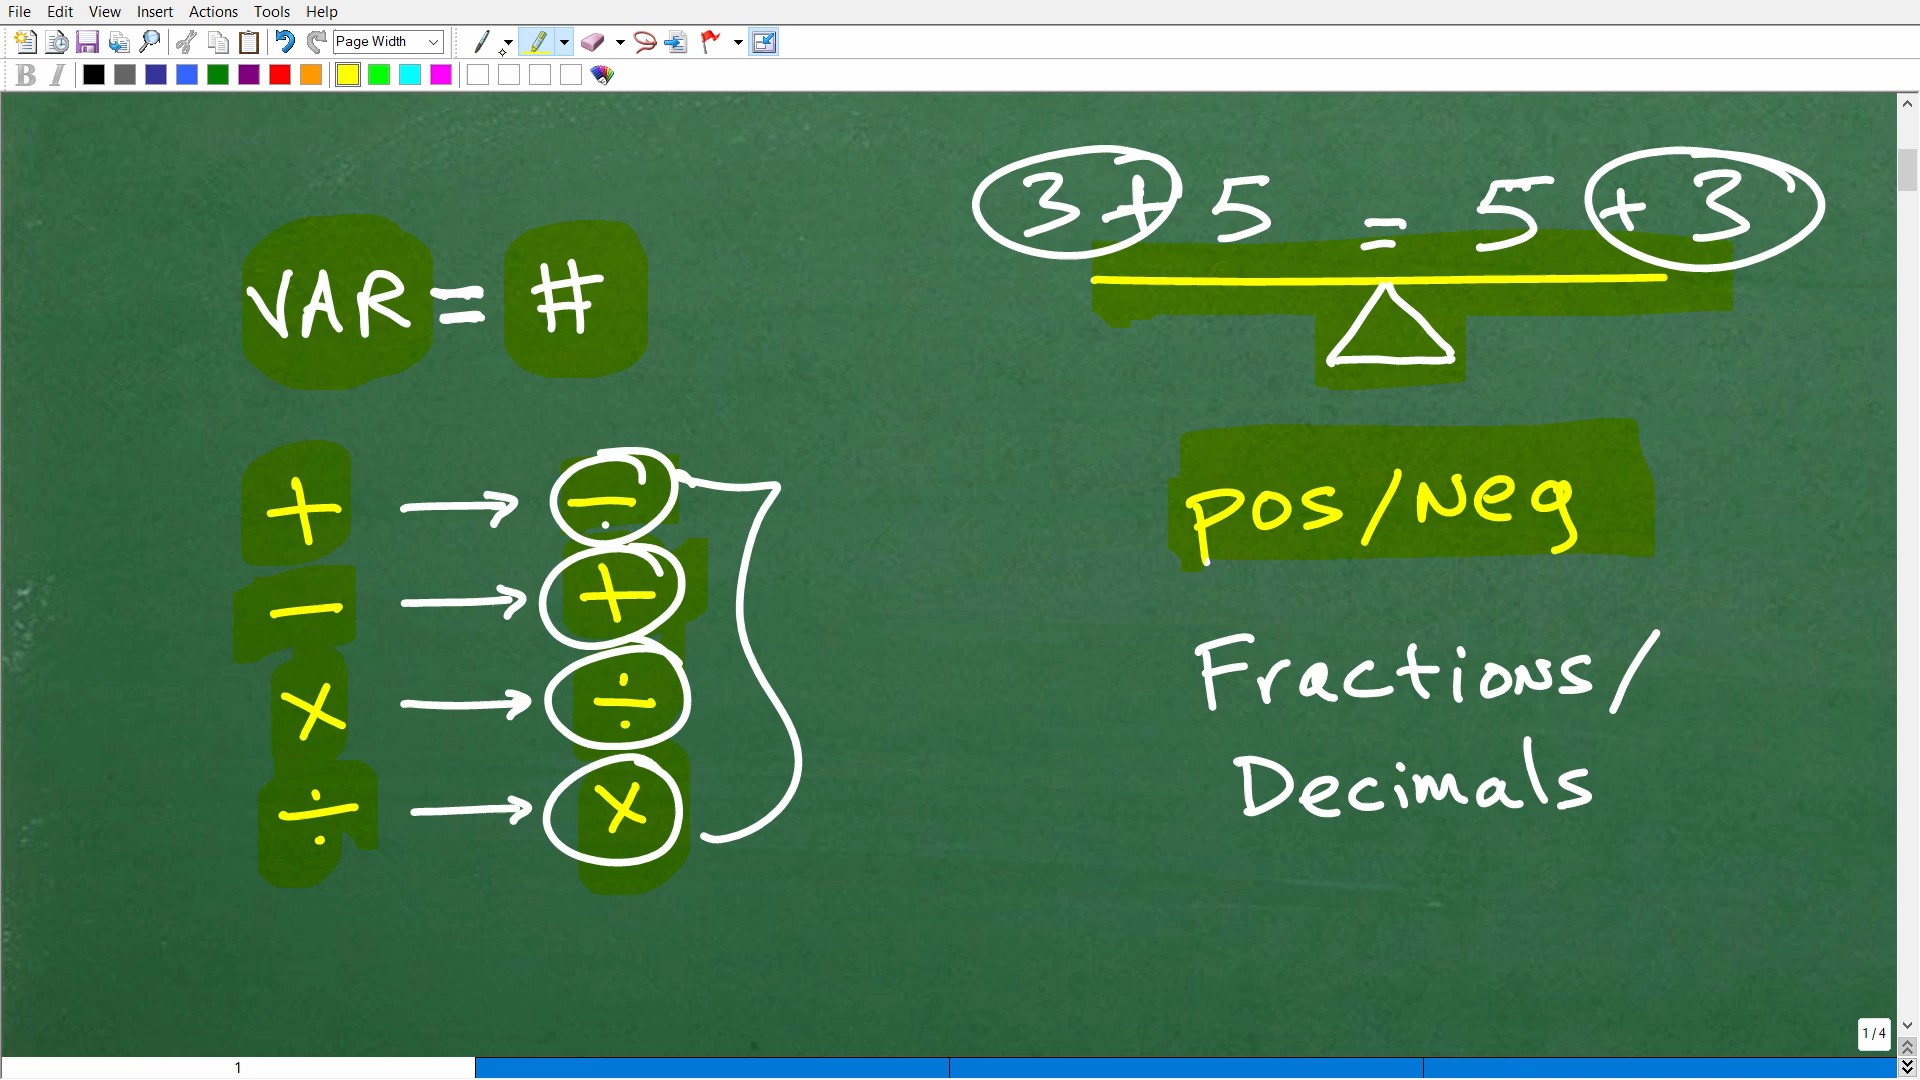 File Edit View Insert Actions Tools Help
Page Width
B I
3 + 5 = 5 + 3
VAR = #
+ → −
− → +
× → ÷
÷ → ×
pos/Neg
Fractions/
Decimals
1 / 4
1